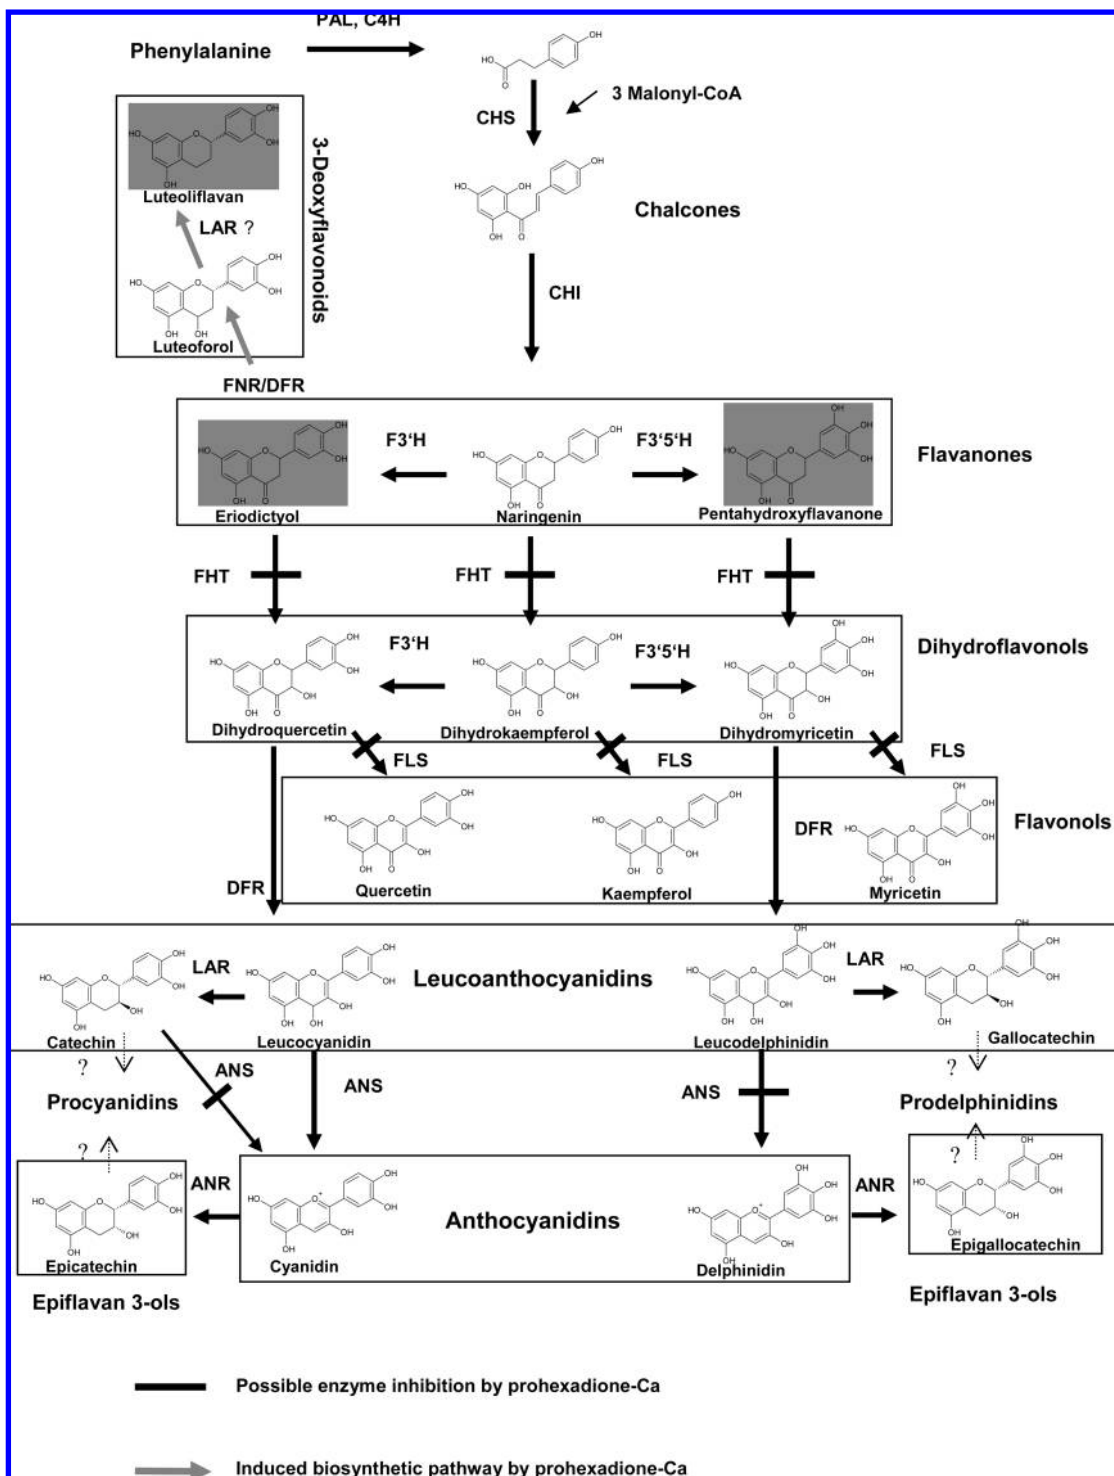 PAL, C4H
Phenylalanine
3 Malonyl-CoA
CHS
3-Deoxyflavonoids
Luteoliflavan
LAR ?
Chalcones
CHI
Luteoforol
FNR/DFR
F3‘H
F3‘5‘H
Flavanones
Eriodictyol
Naringenin
Pentahydroxyflavanone
FHT
FHT
FHT
F3‘H
F3‘5‘H
Dihydroflavonols
Dihydroquercetin
Dihydrokaempferol
Dihydromyricetin
FLS
FLS
FLS
Flavonols
DFR
Quercetin
Kaempferol
Myricetin
DFR
LAR
Leucoanthocyanidins
LAR
Catechin
Leucocyanidin
Leucodelphinidin
Gallocatechin
?
ANS
ANS
ANS
?
Procyanidins
Prodelphinidins
?
?
ANR
Anthocyanidins
ANR
Epicatechin
Cyanidin
Delphinidin
Epigallocatechin
Epiflavan 3-ols
Epiflavan 3-ols
Possible enzyme inhibition by prohexadione-Ca
Induced biosynthetic pathway by prohexadione-Ca